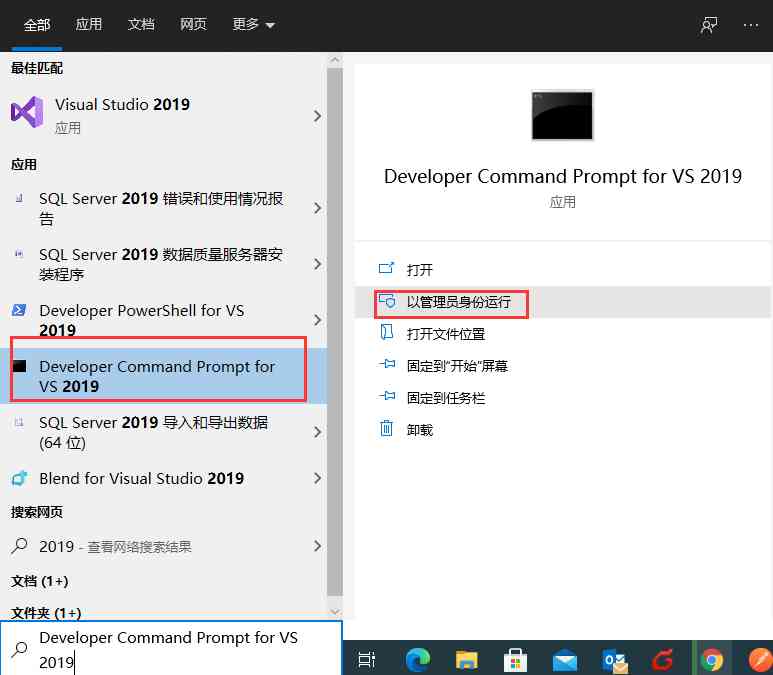 全部 应用 文档 网页 更多
最佳匹配
Visual Studio 2019
应用
应用
SQL Server 2019 错误和使用情况报
告
SQL Server 2019 数据质量服务器安
装程序
Developer PowerShell for VS
2019
Developer Command Prompt for
VS 2019
SQL Server 2019 导入和导出数据
(64 位)
Blend for Visual Studio 2019
搜索网页
2019 - 查看网络搜索结果
文档 (1+)
文件夹 (1+)
Developer Command Prompt for VS
2019
Developer Command Prompt for VS 2019
应用
打开
以管理员身份运行
打开文件位置
固定到"开始"屏幕
固定到任务栏
卸载